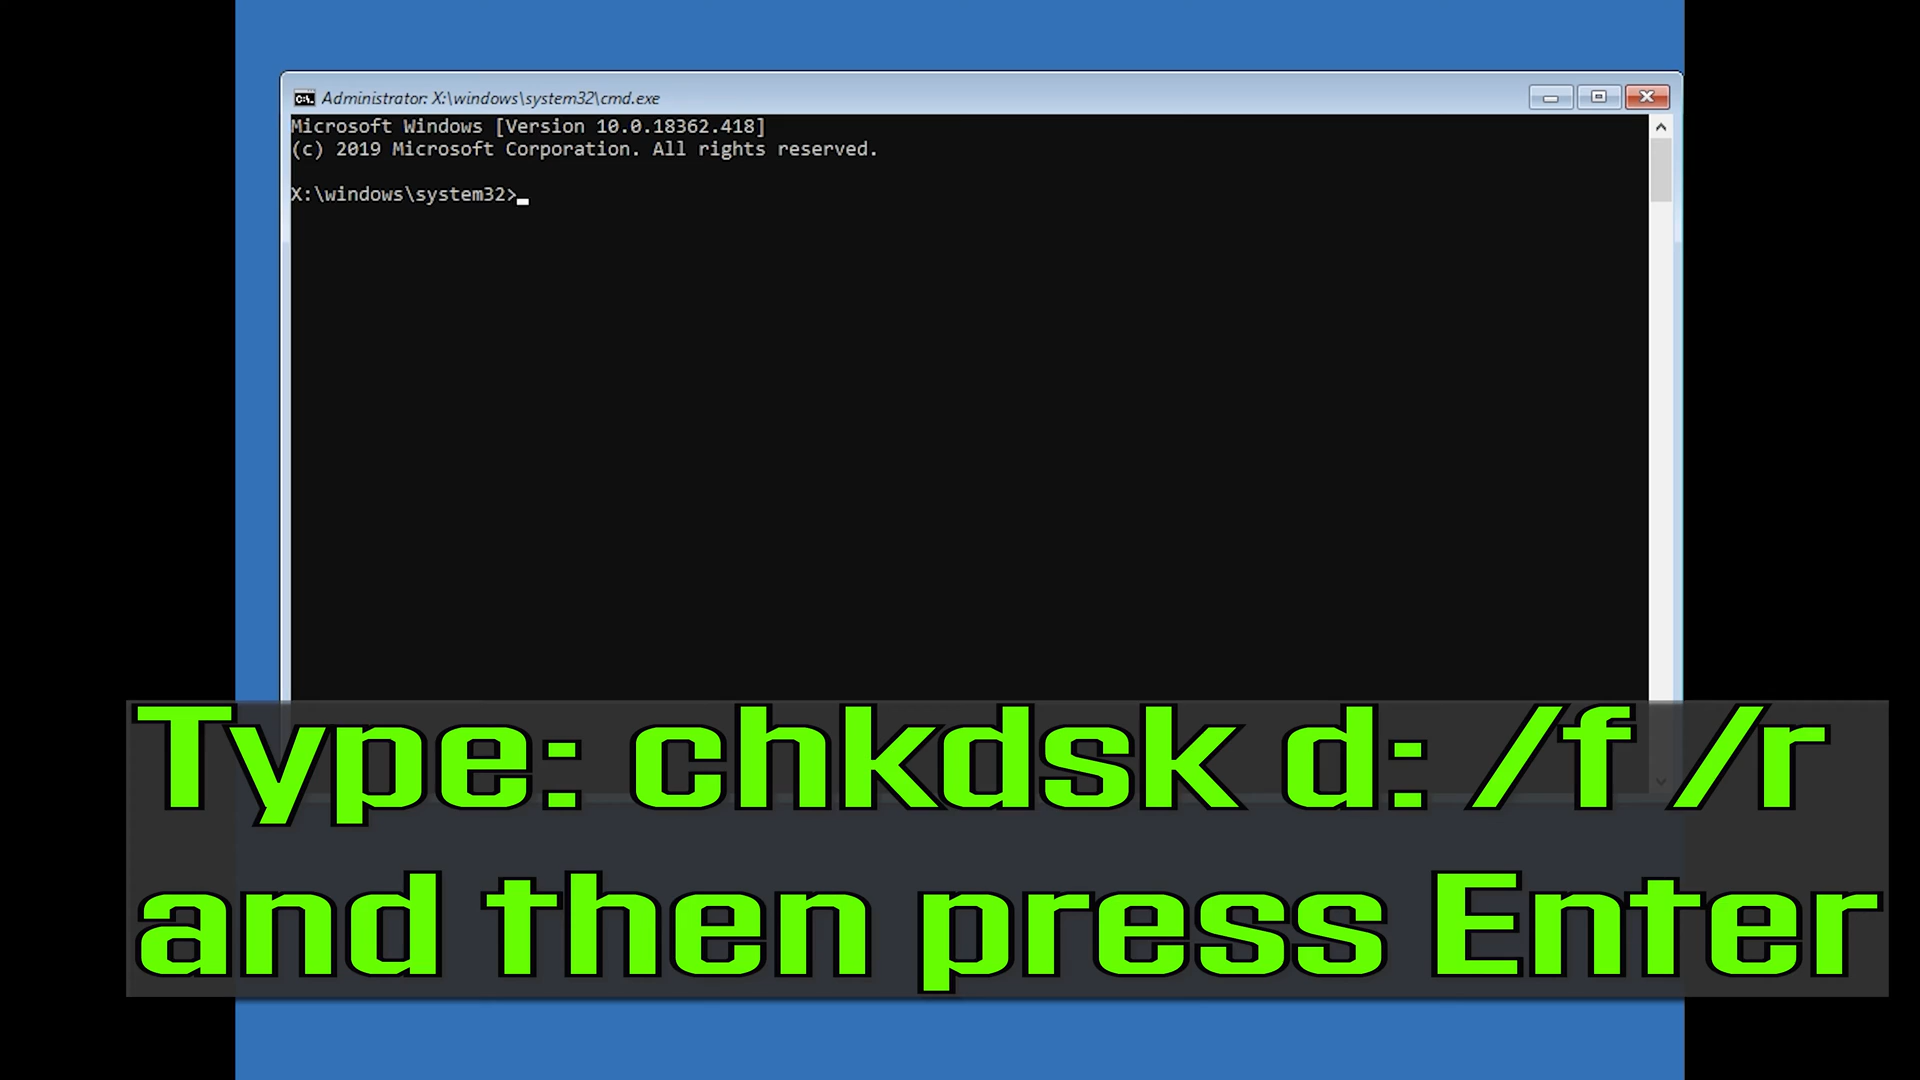 Administrator: X:\windows\system32\cmd.exe
Microsoft Windows [Version 10.0.18362.418]
(c) 2019 Microsoft Corporation. All rights reserved.
X:\windows\system32>
Type: chkdsk d: /f /r
and then press Enter